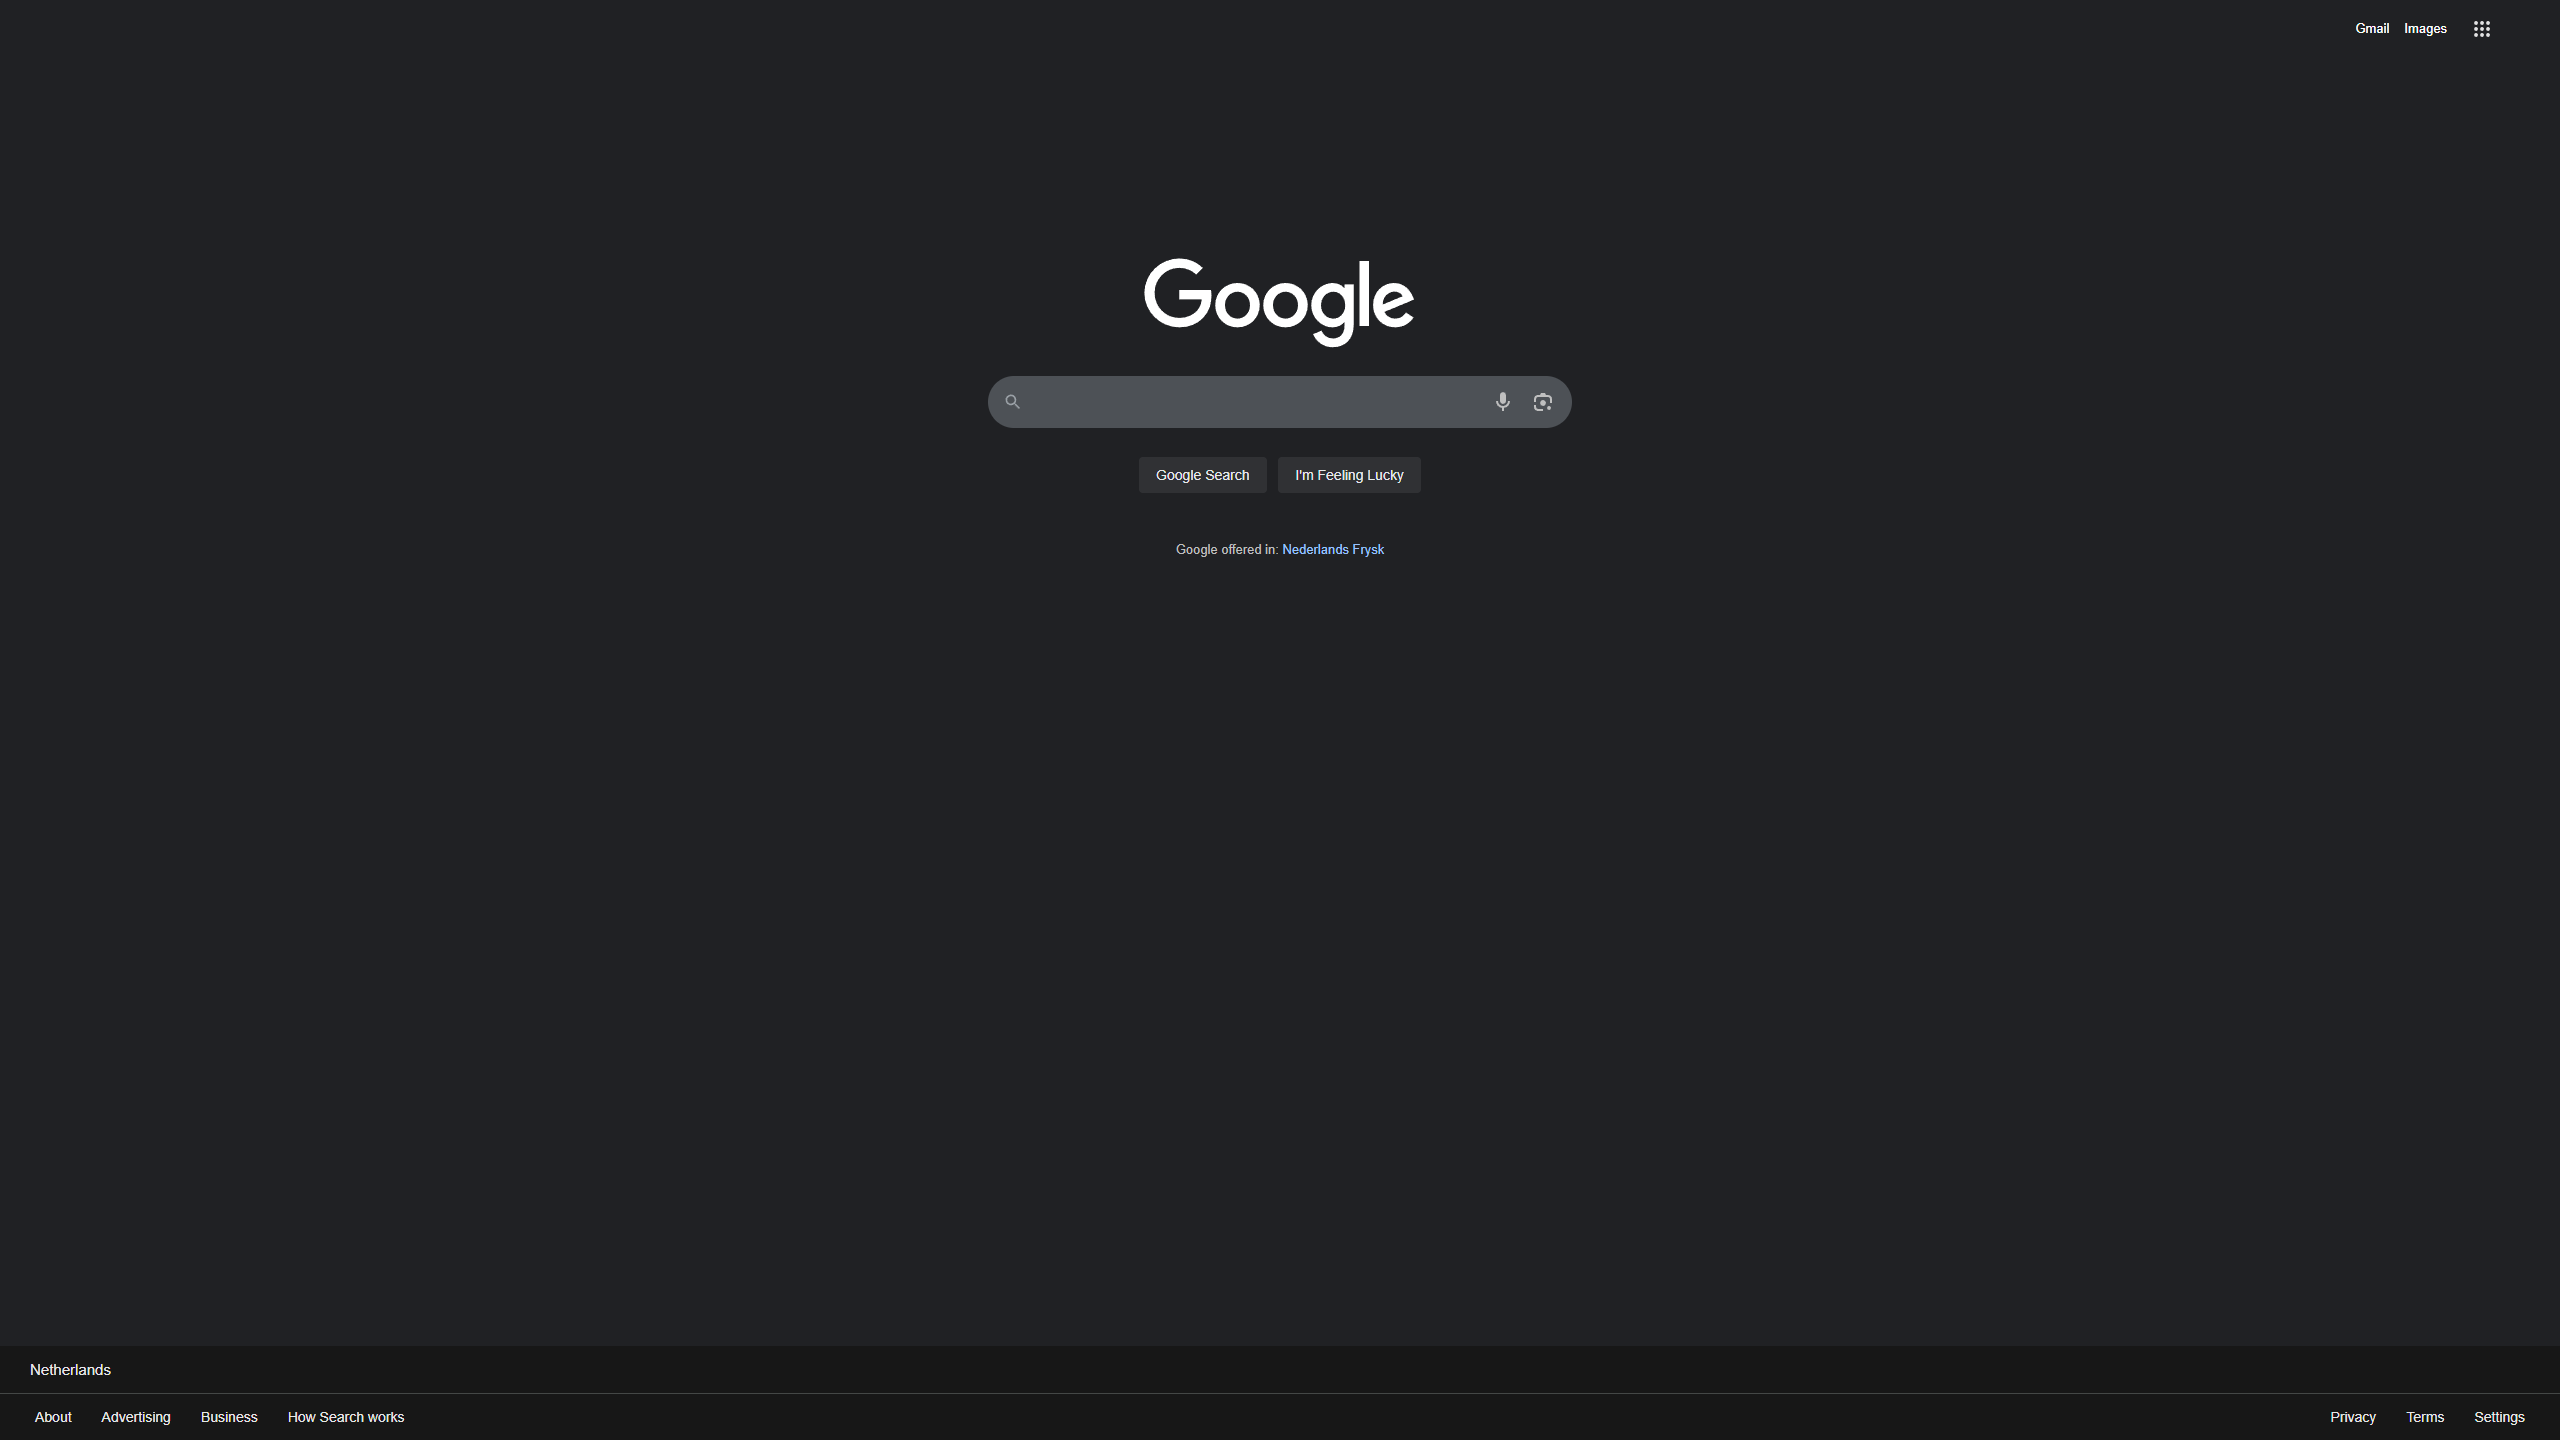 Gmail Images
Google
Google Search I'm Feeling Lucky
Google offered in: Nederlands Frysk
Netherlands
About Advertising Business How Search works Privacy Terms Settings